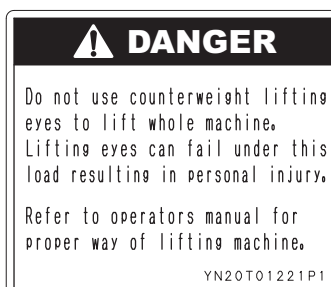 DANGER
Do not use counterweight lifting
eyes to lift whole machine.
Lifting eyes can fail under this
load resulting in personal injury.
Refer to operators manual for
proper way of lifting machine.
YN20T01221P1